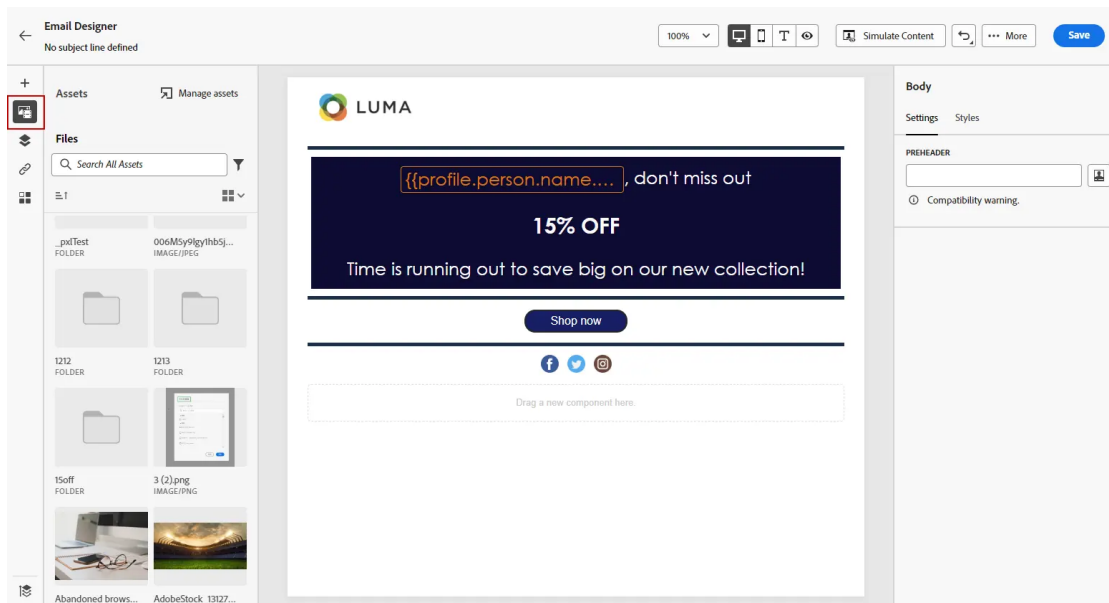 Email Designer
No subject line defined
100%
T
Simulate Content
More
Save
Assets
Manage assets
Files
Search All Assets
_pxlTest
FOLDER
006M5y9lgy1hb5j...
IMAGE/JPEG
1212
FOLDER
1213
FOLDER
15off
FOLDER
3 (2).png
IMAGE/PNG
Abandoned brows...
AdobeStock_13127...
LUMA
{{profile.person.name.... , don't miss out
15% OFF
Time is running out to save big on our new collection!
Shop now
Drag a new component here.
Body
Settings Styles
PREHEADER
Compatibility warning.